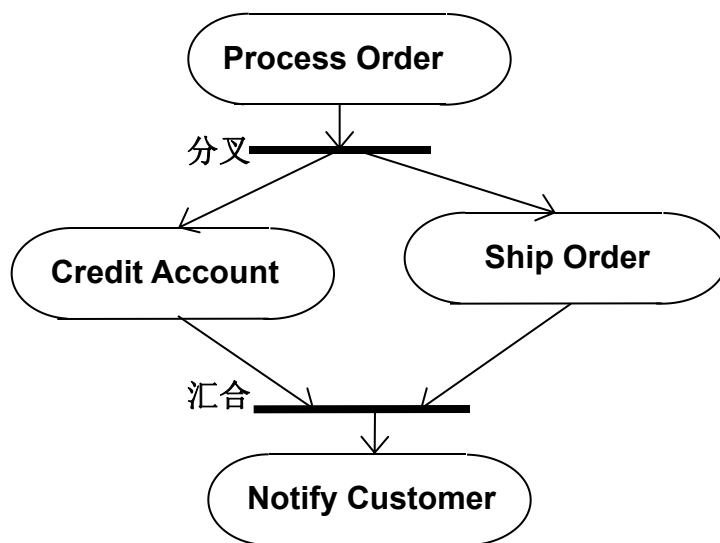 Process Order
分叉
Credit Account
Ship Order
汇合
Notify Customer